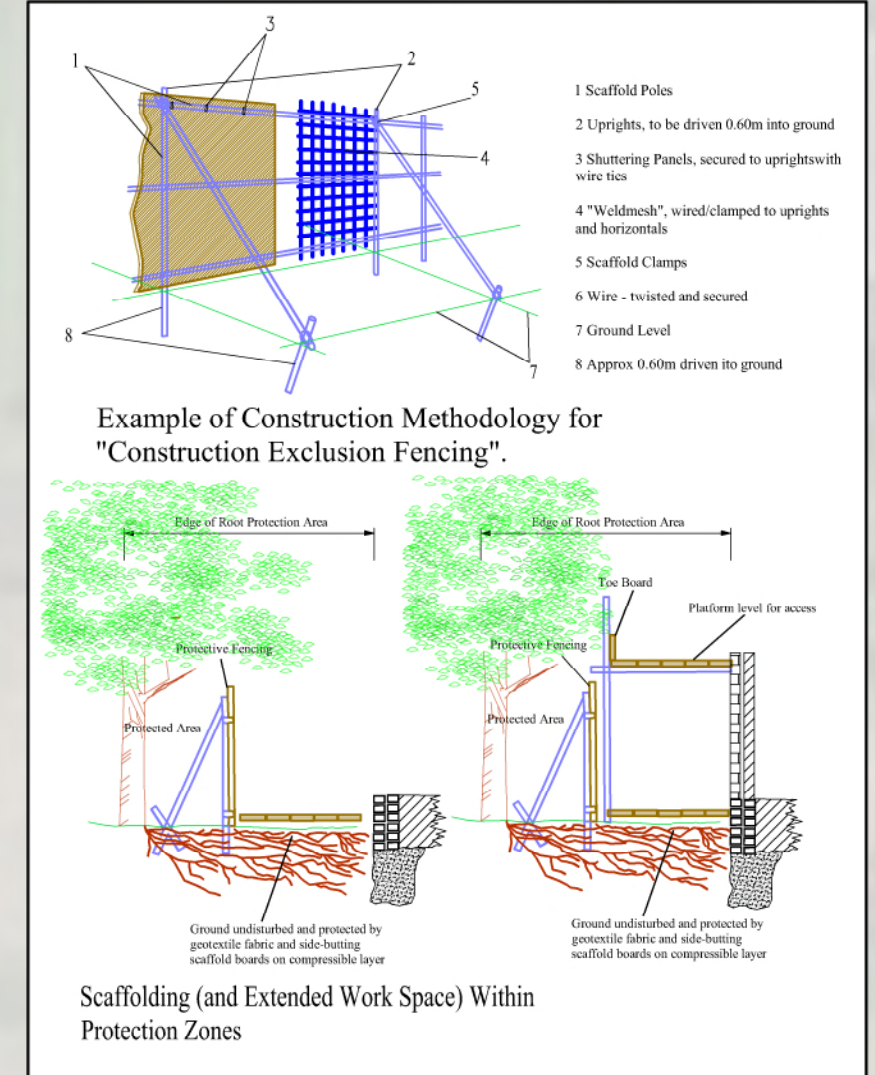 3
1
2
5
4
8
7
1 Scaffold Poles
2 Uprights, to be driven 0.60m into ground
3 Shuttering Panels, secured to uprightswith
wire ties
4 "Weldmesh", wired/clamped to uprights
and horizontals
5 Scaffold Clamps
6 Wire - twisted and secured
7 Ground Level
8 Approx 0.60m driven ito ground
Example of Construction Methodology for
"Construction Exclusion Fencing".
Edge of Root Protection Area
Protective Fencing
Protected Area
Ground undisturbed and protected by
geotextile fabric and side-butting
scaffold boards on compressible layer
Edge of Root Protection Area
Toe Board
Platform level for access
Protective Fencing
Protected Area
Ground undisturbed and protected by
geotextile fabric and side-butting
scaffold boards on compressible layer
Scaffolding (and Extended Work Space) Within
Protection Zones